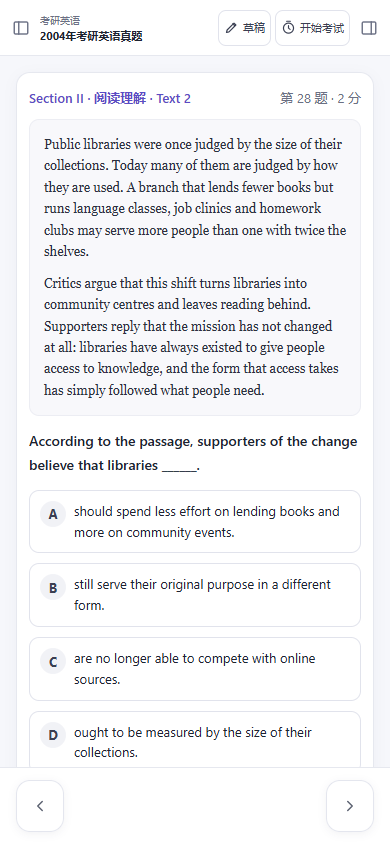 考研英语
2004年考研英语真题
草稿
开始考试
Section II · 阅读理解 · Text 2
第 28 题 · 2 分
Public libraries were once judged by the size of their
collections. Today many of them are judged by how
they are used. A branch that lends fewer books but
runs language classes, job clinics and homework
clubs may serve more people than one with twice the
shelves.
Critics argue that this shift turns libraries into
community centres and leaves reading behind.
Supporters reply that the mission has not changed
at all: libraries have always existed to give people
access to knowledge, and the form that access takes
has simply followed what people need.
According to the passage, supporters of the change
believe that libraries ______.
A should spend less effort on lending books and
more on community events.
B still serve their original purpose in a different
form.
C are no longer able to compete with online
sources.
D ought to be measured by the size of their
collections.